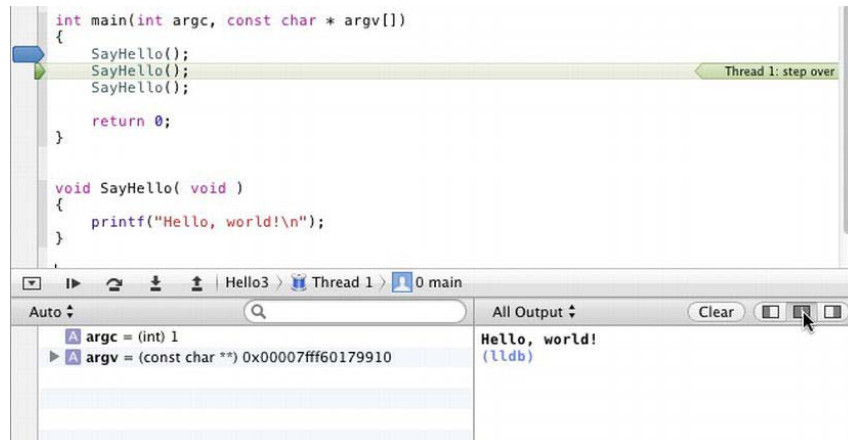 int main(int argc, const char * argv[])
{
SayHello();
SayHello();
Thread 1: step over
SayHello();
return 0;
}
void SayHello( void )
{
printf("Hello, world!\n");
}
Hello3 Thread 1 0 main
Auto
All Output
Clear
A argc = (int) 1
A argv = (const char **) 0x00007fff60179910
Hello, world!
(lldb)